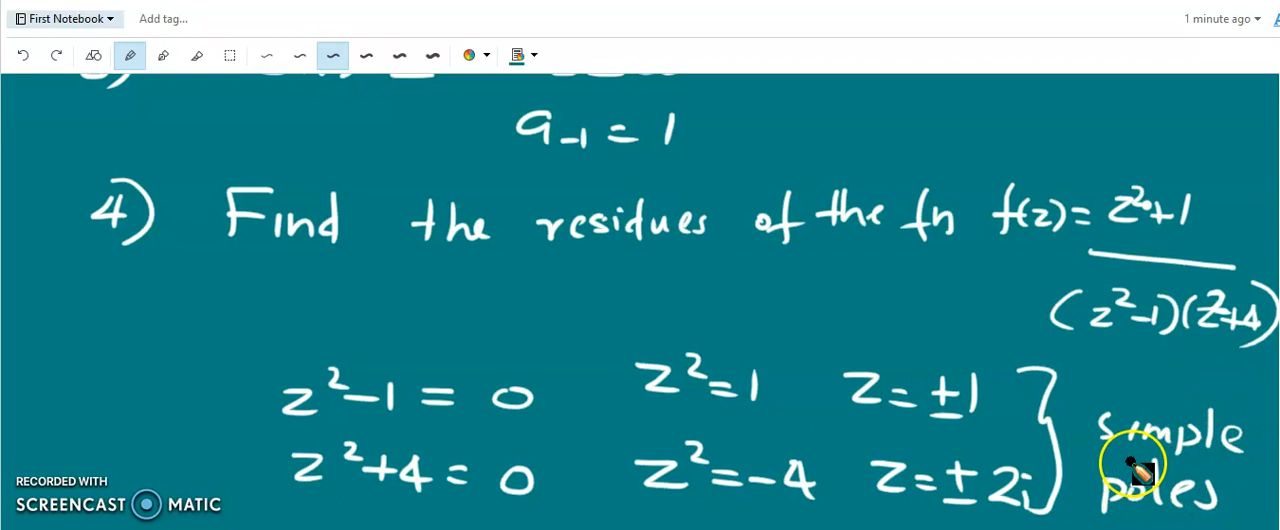 First Notebook
Add tag...
1 minute ago
a₋₁ = 1
4) Find the residues of the fn f(z) = z²+1
(z²-1)(z²+4)
z²-1 = 0 z²=1 z=±1
simple
z²+4=0 z²=-4 z=±2i
poles
RECORDED WITH
SCREENCAST MATIC